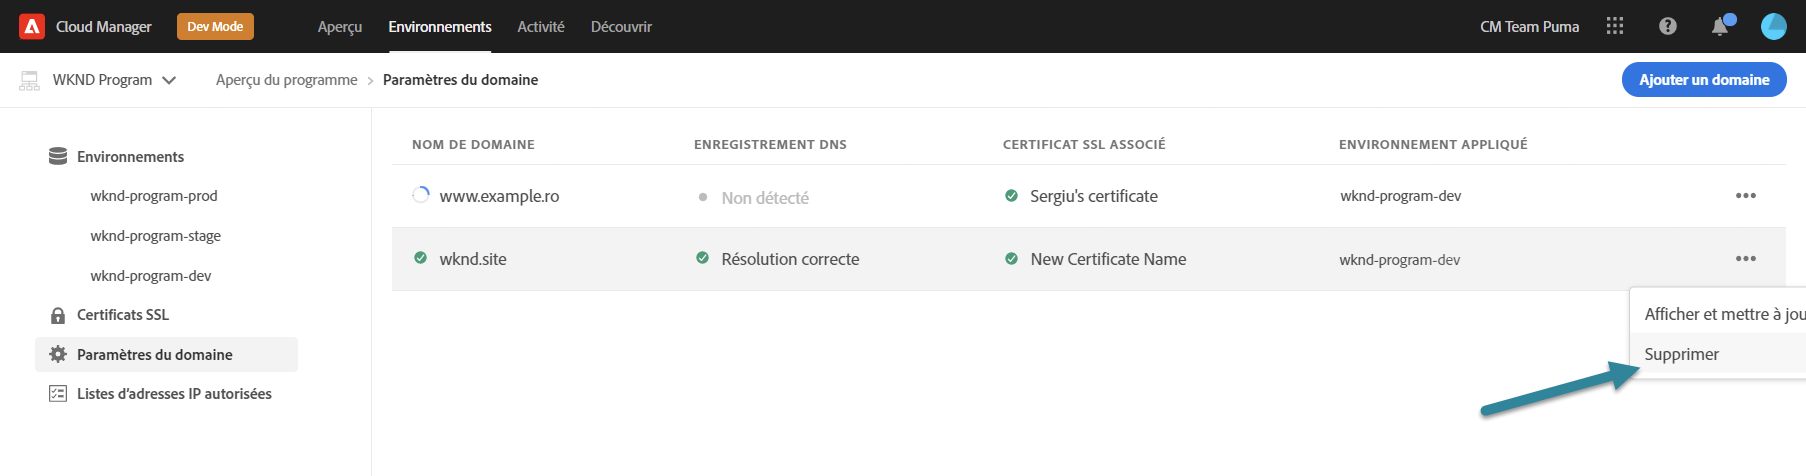 Cloud Manager Dev Mode Aperçu Environnements Activité Découvrir CM Team Puma
WKND Program Aperçu du programme > Paramètres du domaine Ajouter un domaine
Environnements
wknd-program-prod
wknd-program-stage
wknd-program-dev
Certificats SSL
Paramètres du domaine
Listes d'adresses IP autorisées
NOM DE DOMAINE ENREGISTREMENT DNS CERTIFICAT SSL ASSOCIÉ ENVIRONNEMENT APPLIQUÉ
www.example.ro Non détecté Sergiu's certificate wknd-program-dev
wknd.site Résolution correcte New Certificate Name wknd-program-dev
Afficher et mettre à jou
Supprimer